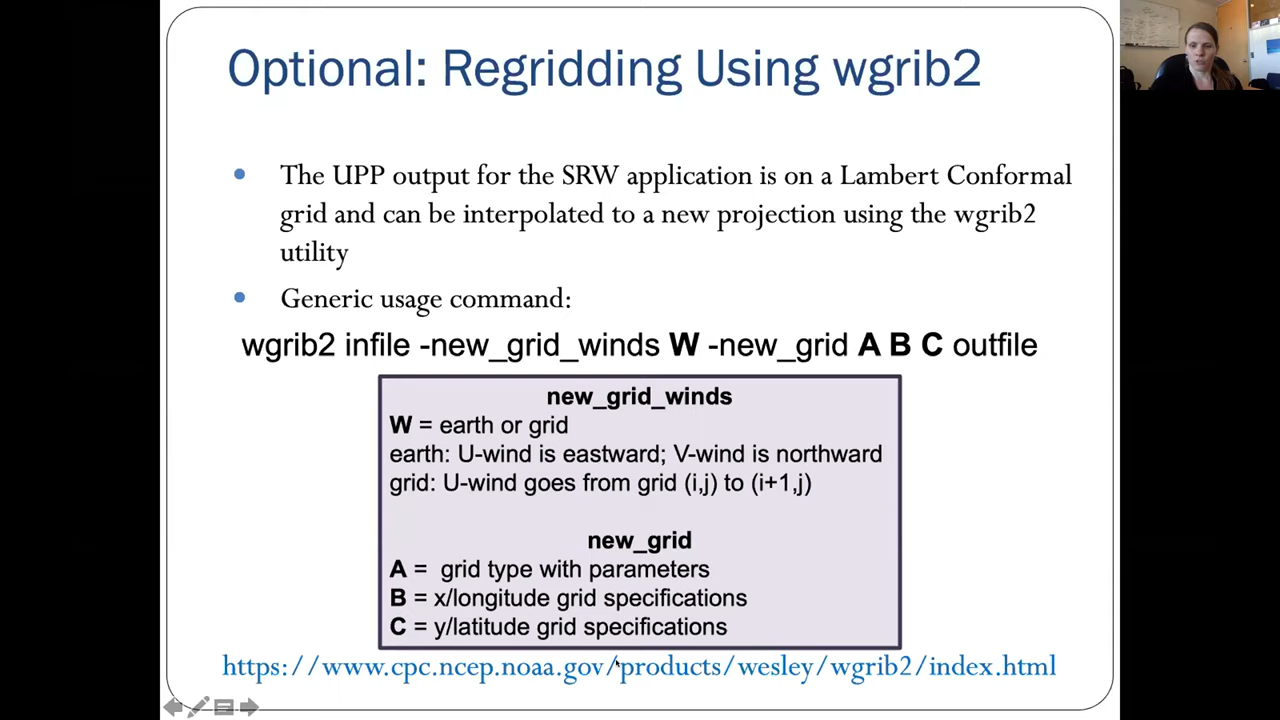 Optional: Regridding Using wgrib2
The UPP output for the SRW application is on a Lambert Conformal
grid and can be interpolated to a new projection using the wgrib2
utility
Generic usage command:
wgrib2 infile -new_grid_winds W -new_grid A B C outfile
new_grid_winds
W = earth or grid
earth: U-wind is eastward; V-wind is northward
grid: U-wind goes from grid (i,j) to (i+1,j)
new_grid
A = grid type with parameters
B = x/longitude grid specifications
C = y/latitude grid specifications
https://www.cpc.ncep.noaa.gov/products/wesley/wgrib2/index.html